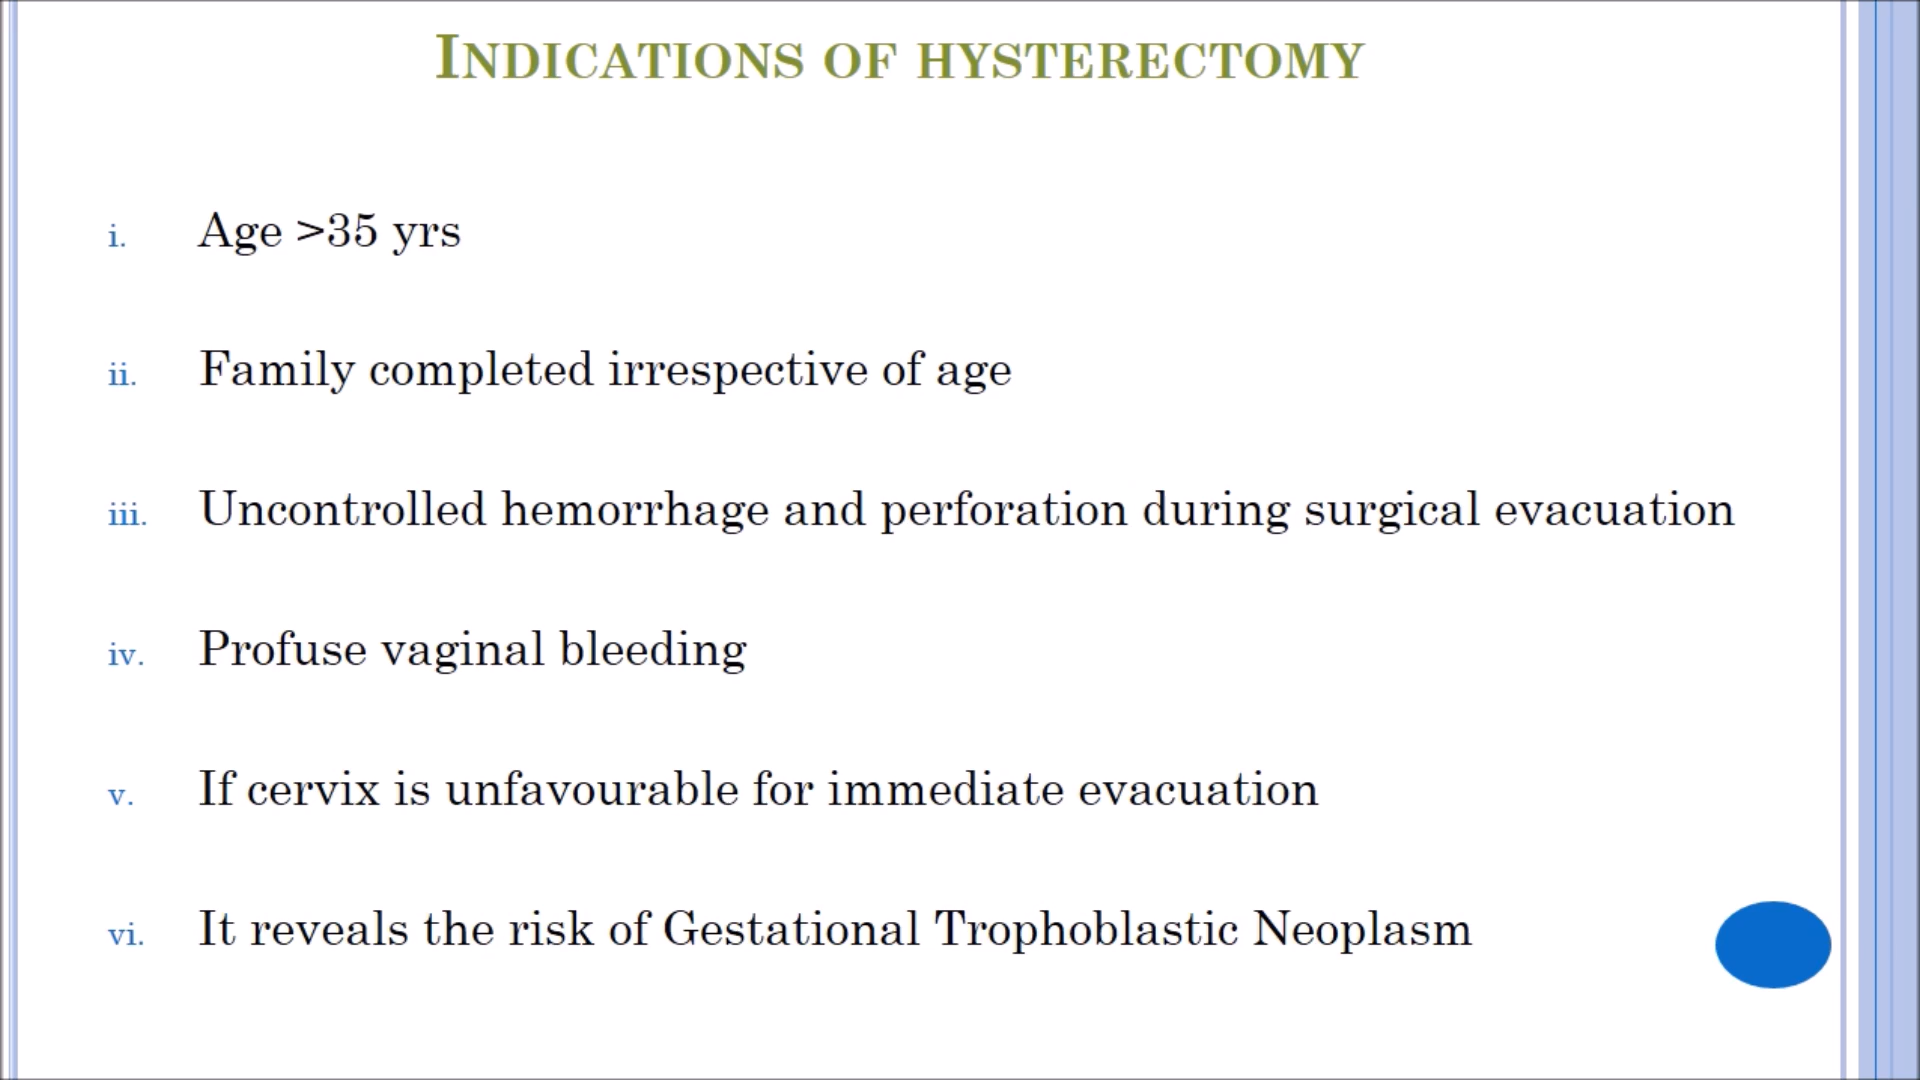 INDICATIONS OF HYSTERECTOMY
i. Age >35 yrs
ii. Family completed irrespective of age
iii. Uncontrolled hemorrhage and perforation during surgical evacuation
iv. Profuse vaginal bleeding
v. If cervix is unfavourable for immediate evacuation
vi. It reveals the risk of Gestational Trophoblastic Neoplasm